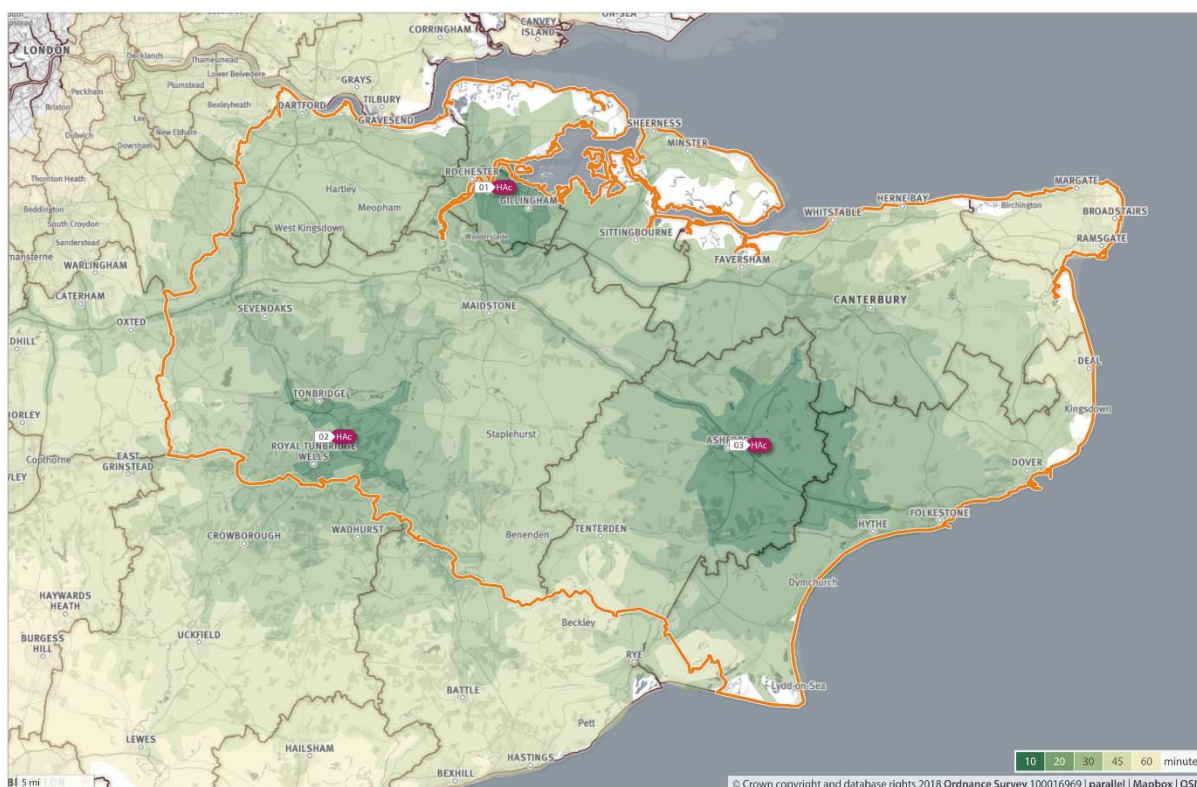 LONDON
Docklands
Thamesmead
Lower Belvedere
Peckham
Plumstead
Brixton
Lee
Bexleyheath
Dulwich
New Eltham
Downsham
Thornton Heath
Beddington
South Croydon
Sanderstead
WARLINGHAM
CATERHAM
OXTED
CORRINGHAM
CANVEY
ISLAND
GRAYS
TILBURY
DARTFORD
GRAVESEND
Hartley
Meopham
West Kingsdown
ROCHESTER
01 HAc
GILLINGHAM
Walderslade
SHEERNESS
MINSTER
SITTINGBOURNE
FAVERSHAM
WHITSTABLE
HERNE BAY
Birchington
MARGATE
BROADSTAIRS
RAMSGATE
SEVENOAKS
MAIDSTONE
CANTERBURY
DEAL
Kingsdown
TONBRIDGE
02 HAc
ROYAL TUNBRIDGE
WELLS
Staplehurst
03 HAc
EAST
GRINSTEAD
Copthorne
DOVER
FOLKESTONE
HYTHE
CROWBOROUGH
WADHURST
Benenden
TENTERDEN
Dymchurch
HAYWARDS
HEATH
BURGESS
HILL
UCKFIELD
Beckley
RYE
Lydd-on-Sea
BATTLE
Pett
LEWES
HAILSHAM
HASTINGS
BEXHILL
5 mi
10 20 30 45 60 minute
© Crown copyright and database rights 2018 Ordnance Survey 100016969 | parallel | Mapbox | OSM